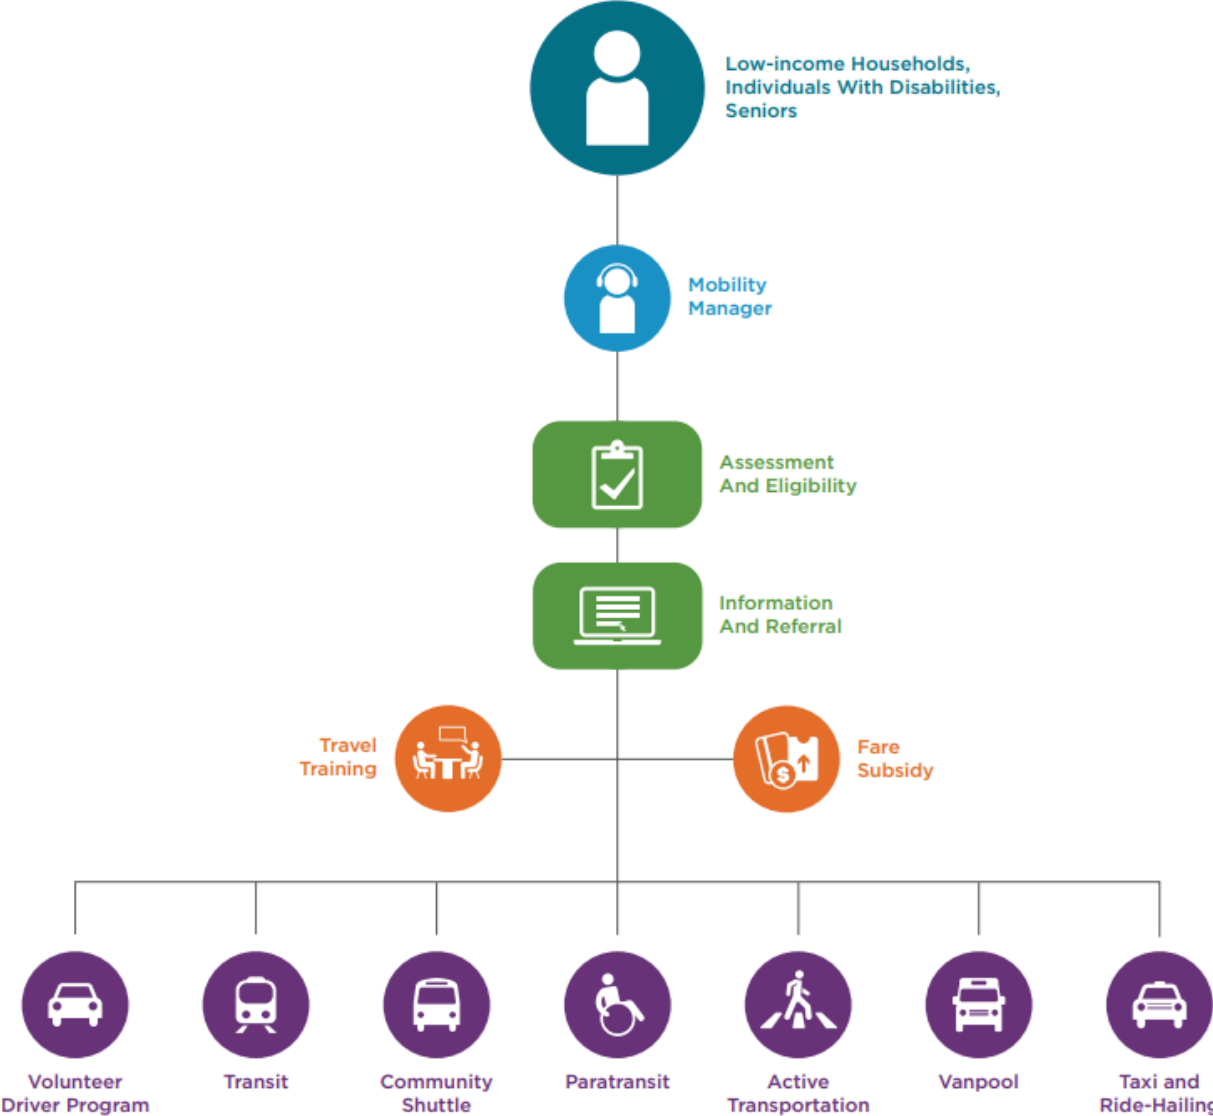 Low-income Households,
Individuals With Disabilities,
Seniors
Mobility
Manager
Assessment
And Eligibility
Information
And Referral
Travel
Training
Fare
Subsidy
$
Volunteer
Driver Program
Transit
Community
Shuttle
Paratransit
Active
Transportation
Vanpool
Taxi and
Ride-Hailing